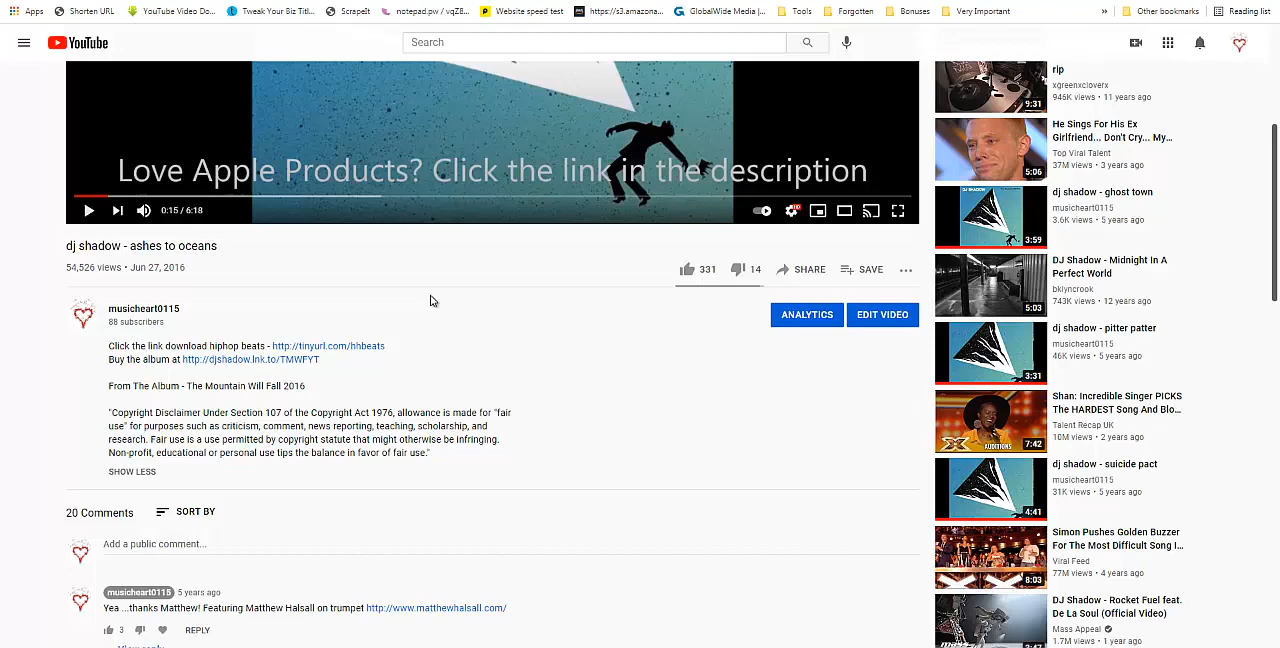 Apps
Shorten URL
YouTube Video Do...
Tweak Your Biz Titl...
ScrapeIt
notepad.pw / vqZ8...
Website speed test
https://s3.amazona...
GlobalWide Media |...
Tools
Forgotten
Bonuses
Very Important
»
Other bookmarks
Reading list
YouTube
Search
Love Apple Products? Click the link in the description
0:15 / 6:18
HD
dj shadow - ashes to oceans
54,526 views • Jun 27, 2016
331
14
SHARE
SAVE
musicheart0115
88 subscribers
ANALYTICS
EDIT VIDEO
Click the link download hiphop beats - http://tinyurl.com/hhbeats
Buy the album at http://djshadow.lnk.to/TMWFYT
From The Album - The Mountain Will Fall 2016
"Copyright Disclaimer Under Section 107 of the Copyright Act 1976, allowance is made for "fair
use" for purposes such as criticism, comment, news reporting, teaching, scholarship, and
research. Fair use is a use permitted by copyright statute that might otherwise be infringing.
Non-profit, educational or personal use tips the balance in favor of fair use."
SHOW LESS
20 Comments
SORT BY
Add a public comment...
musicheart0115 5 years ago
Yea ...thanks Matthew! Featuring Matthew Halsall on trumpet http://www.matthewhalsall.com/
3
REPLY
rip
xgreenxcloverx
946K views • 11 years ago
9:31
He Sings For His Ex
Girlfriend... Don't Cry... My...
Top Viral Talent
37M views • 3 years ago
5:06
dj shadow - ghost town
musicheart0115
3.6K views • 5 years ago
DJ SHADOW
3:59
DJ Shadow - Midnight In A
Perfect World
bklyncrook
743K views • 12 years ago
5:03
dj shadow - pitter patter
musicheart0115
46K views • 5 years ago
3:31
Shan: Incredible Singer PICKS
The HARDEST Song And Blo...
Talent Recap UK
10M views • 2 years ago
AUDITIONS
7:42
dj shadow - suicide pact
musicheart0115
31K views • 5 years ago
4:41
Simon Pushes Golden Buzzer
For The Most Difficult Song I...
Viral Feed
77M views • 4 years ago
8:03
DJ Shadow - Rocket Fuel feat.
De La Soul (Official Video)
Mass Appeal
1.7M views • 1 year ago